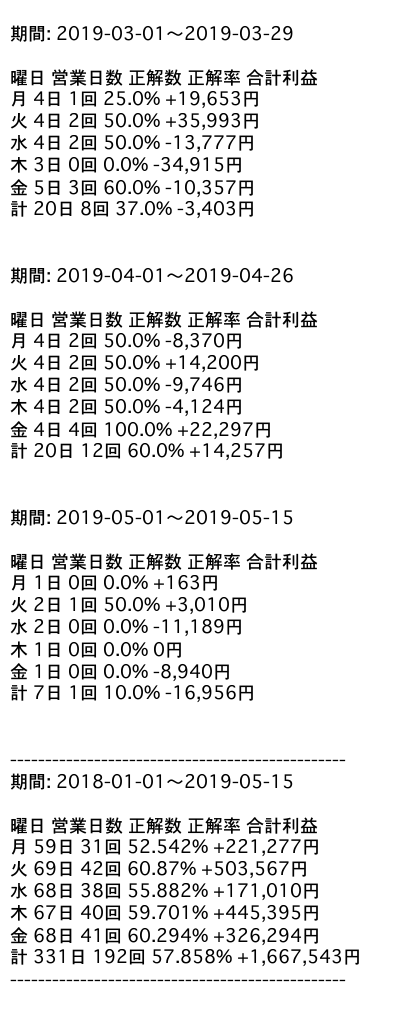 期間: 2019-03-01〜2019-03-29
曜日 営業日数 正解数 正解率 合計利益
月 4日 1回 25.0% +19,653円
火 4日 2回 50.0% +35,993円
水 4日 2回 50.0% -13,777円
木 3日 0回 0.0% -34,915円
金 5日 3回 60.0% -10,357円
計 20日 8回 37.0% -3,403円
期間: 2019-04-01〜2019-04-26
曜日 営業日数 正解数 正解率 合計利益
月 4日 2回 50.0% -8,370円
火 4日 2回 50.0% +14,200円
水 4日 2回 50.0% -9,746円
木 4日 2回 50.0% -4,124円
金 4日 4回 100.0% +22,297円
計 20日 12回 60.0% +14,257円
期間: 2019-05-01〜2019-05-15
曜日 営業日数 正解数 正解率 合計利益
月 1日 0回 0.0% +163円
火 2日 1回 50.0% +3,010円
水 2日 0回 0.0% -11,189円
木 1日 0回 0.0% 0円
金 1日 0回 0.0% -8,940円
計 7日 1回 10.0% -16,956円
------------------------------------------------
期間: 2018-01-01〜2019-05-15
曜日 営業日数 正解数 正解率 合計利益
月 59日 31回 52.542% +221,277円
火 69日 42回 60.87% +503,567円
水 68日 38回 55.882% +171,010円
木 67日 40回 59.701% +445,395円
金 68日 41回 60.294% +326,294円
計 331日 192回 57.858% +1,667,543円
------------------------------------------------